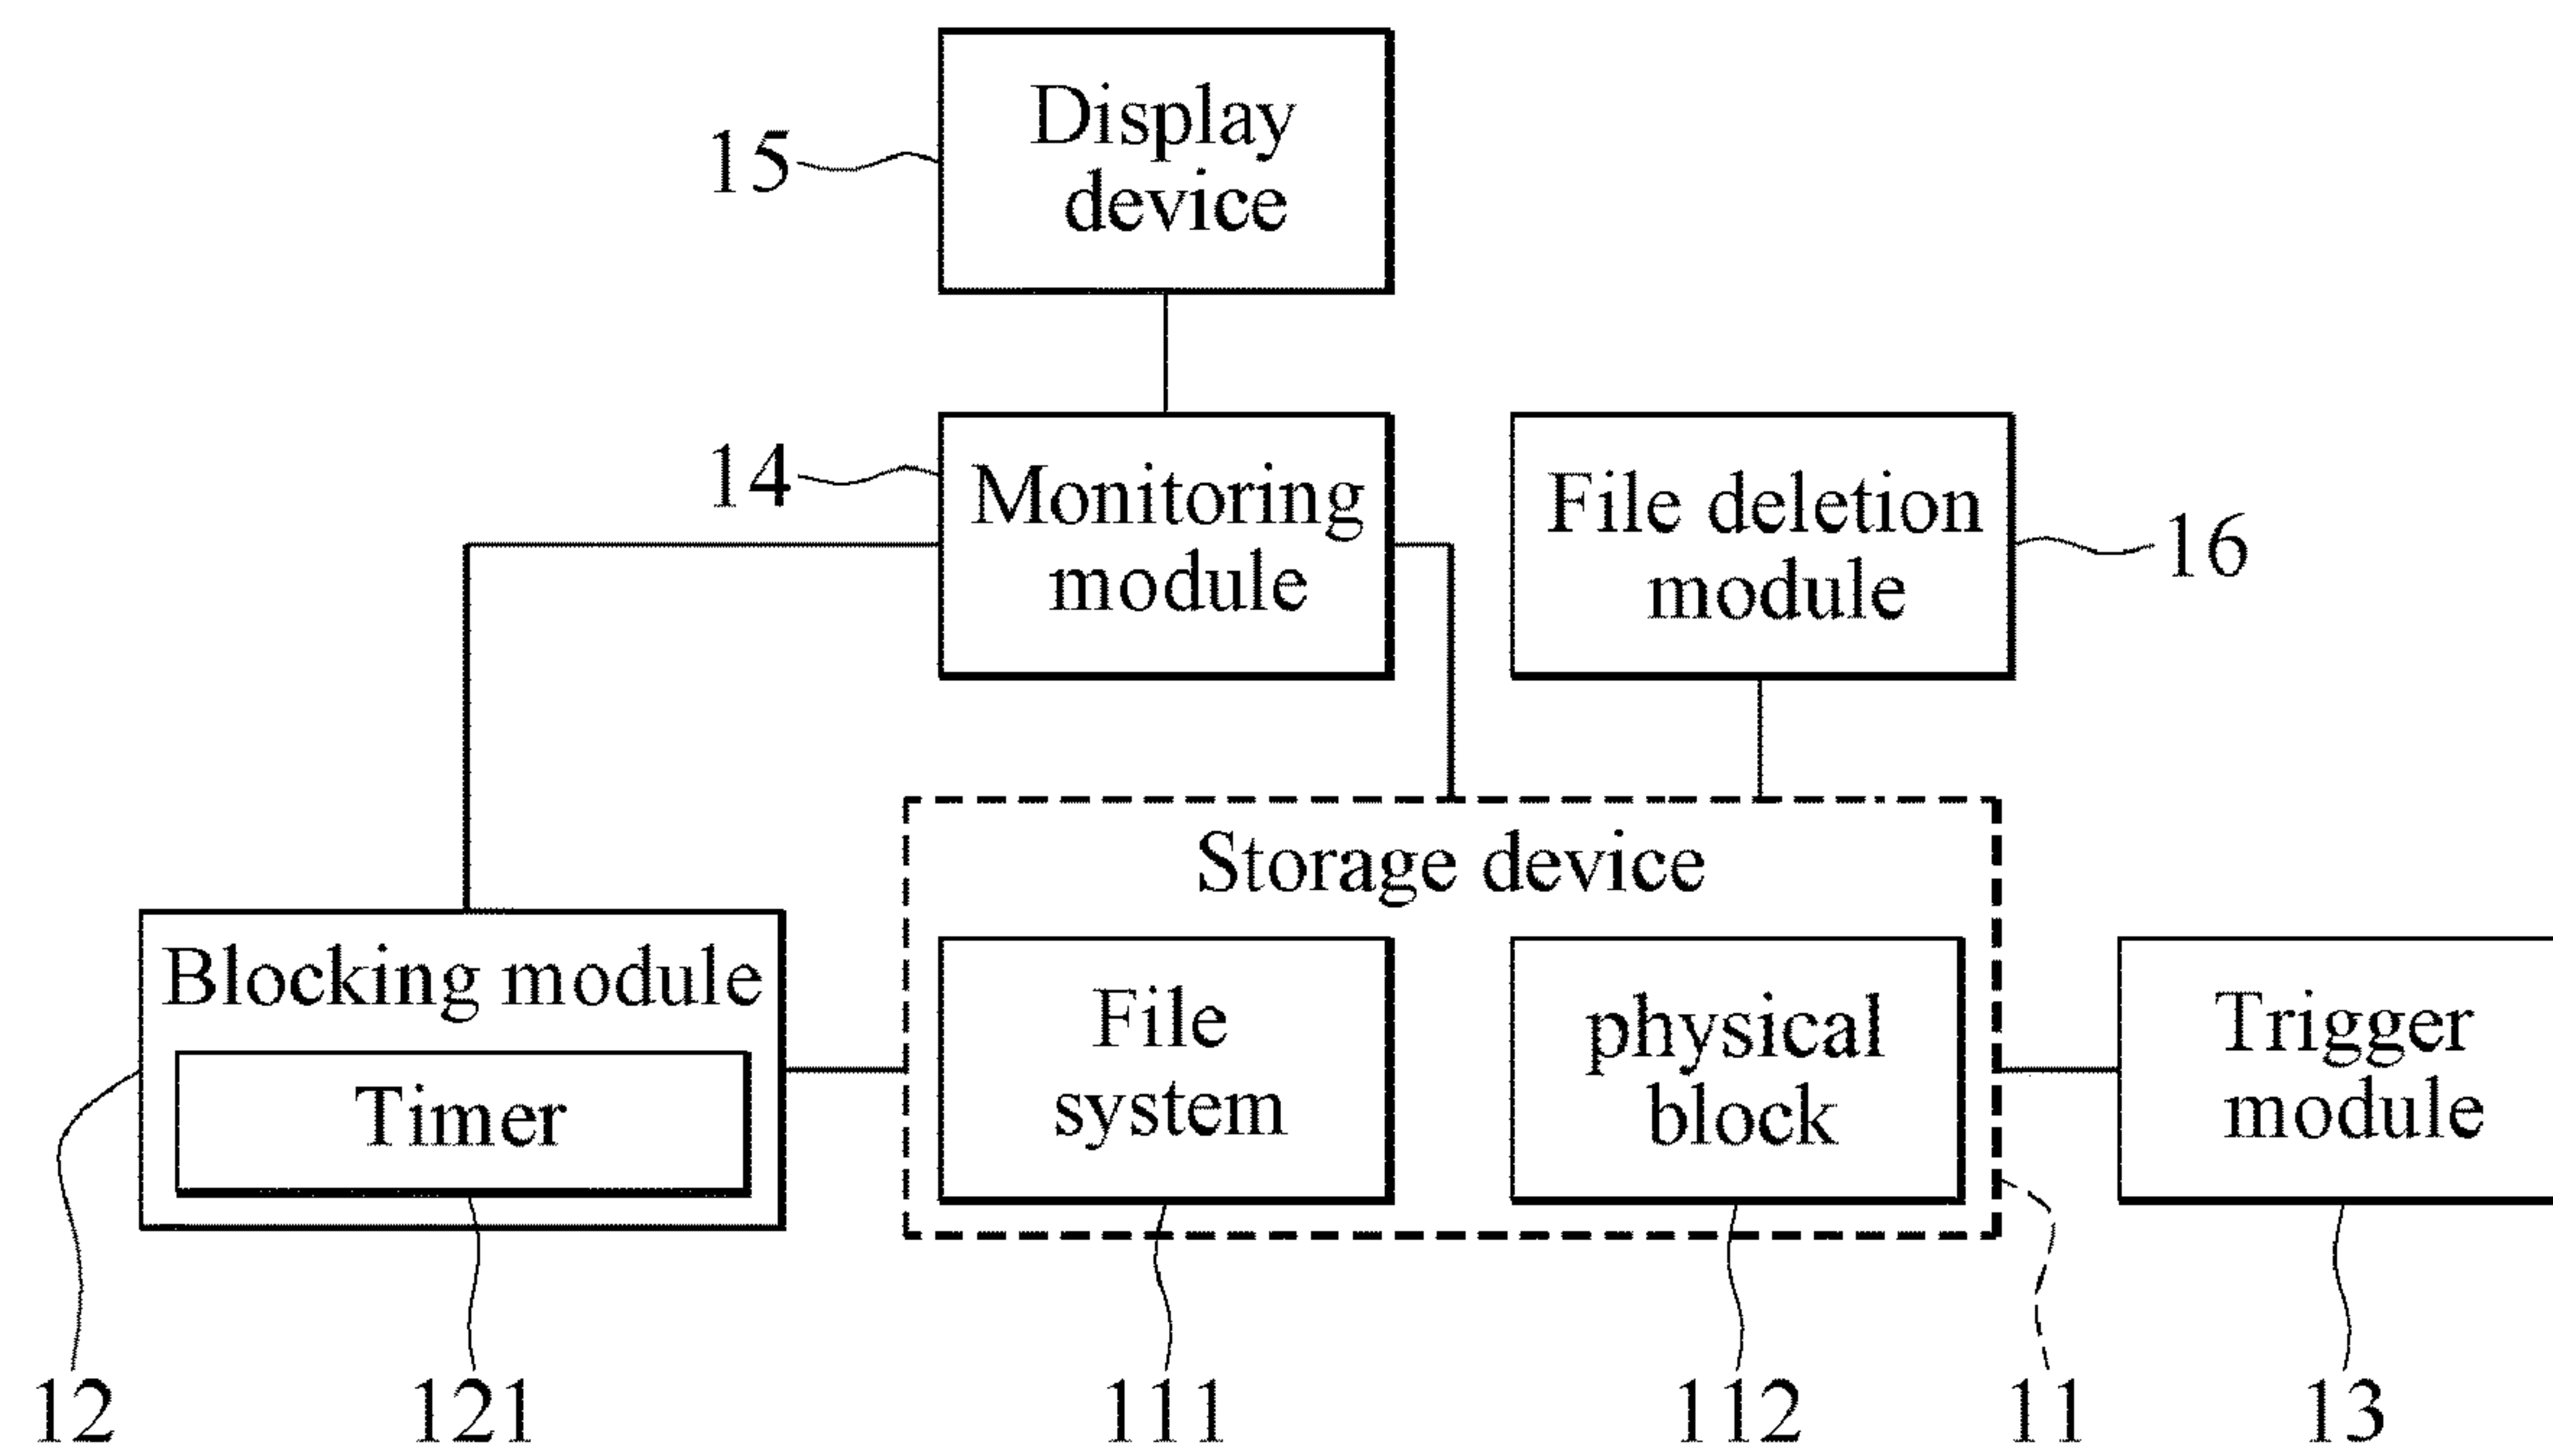 Display
device
15
14
Monitoring
module
File deletion
module
16
Storage device
Blocking module
Timer
File
system
physical
block
Trigger
module
12
121
111
112
11
13